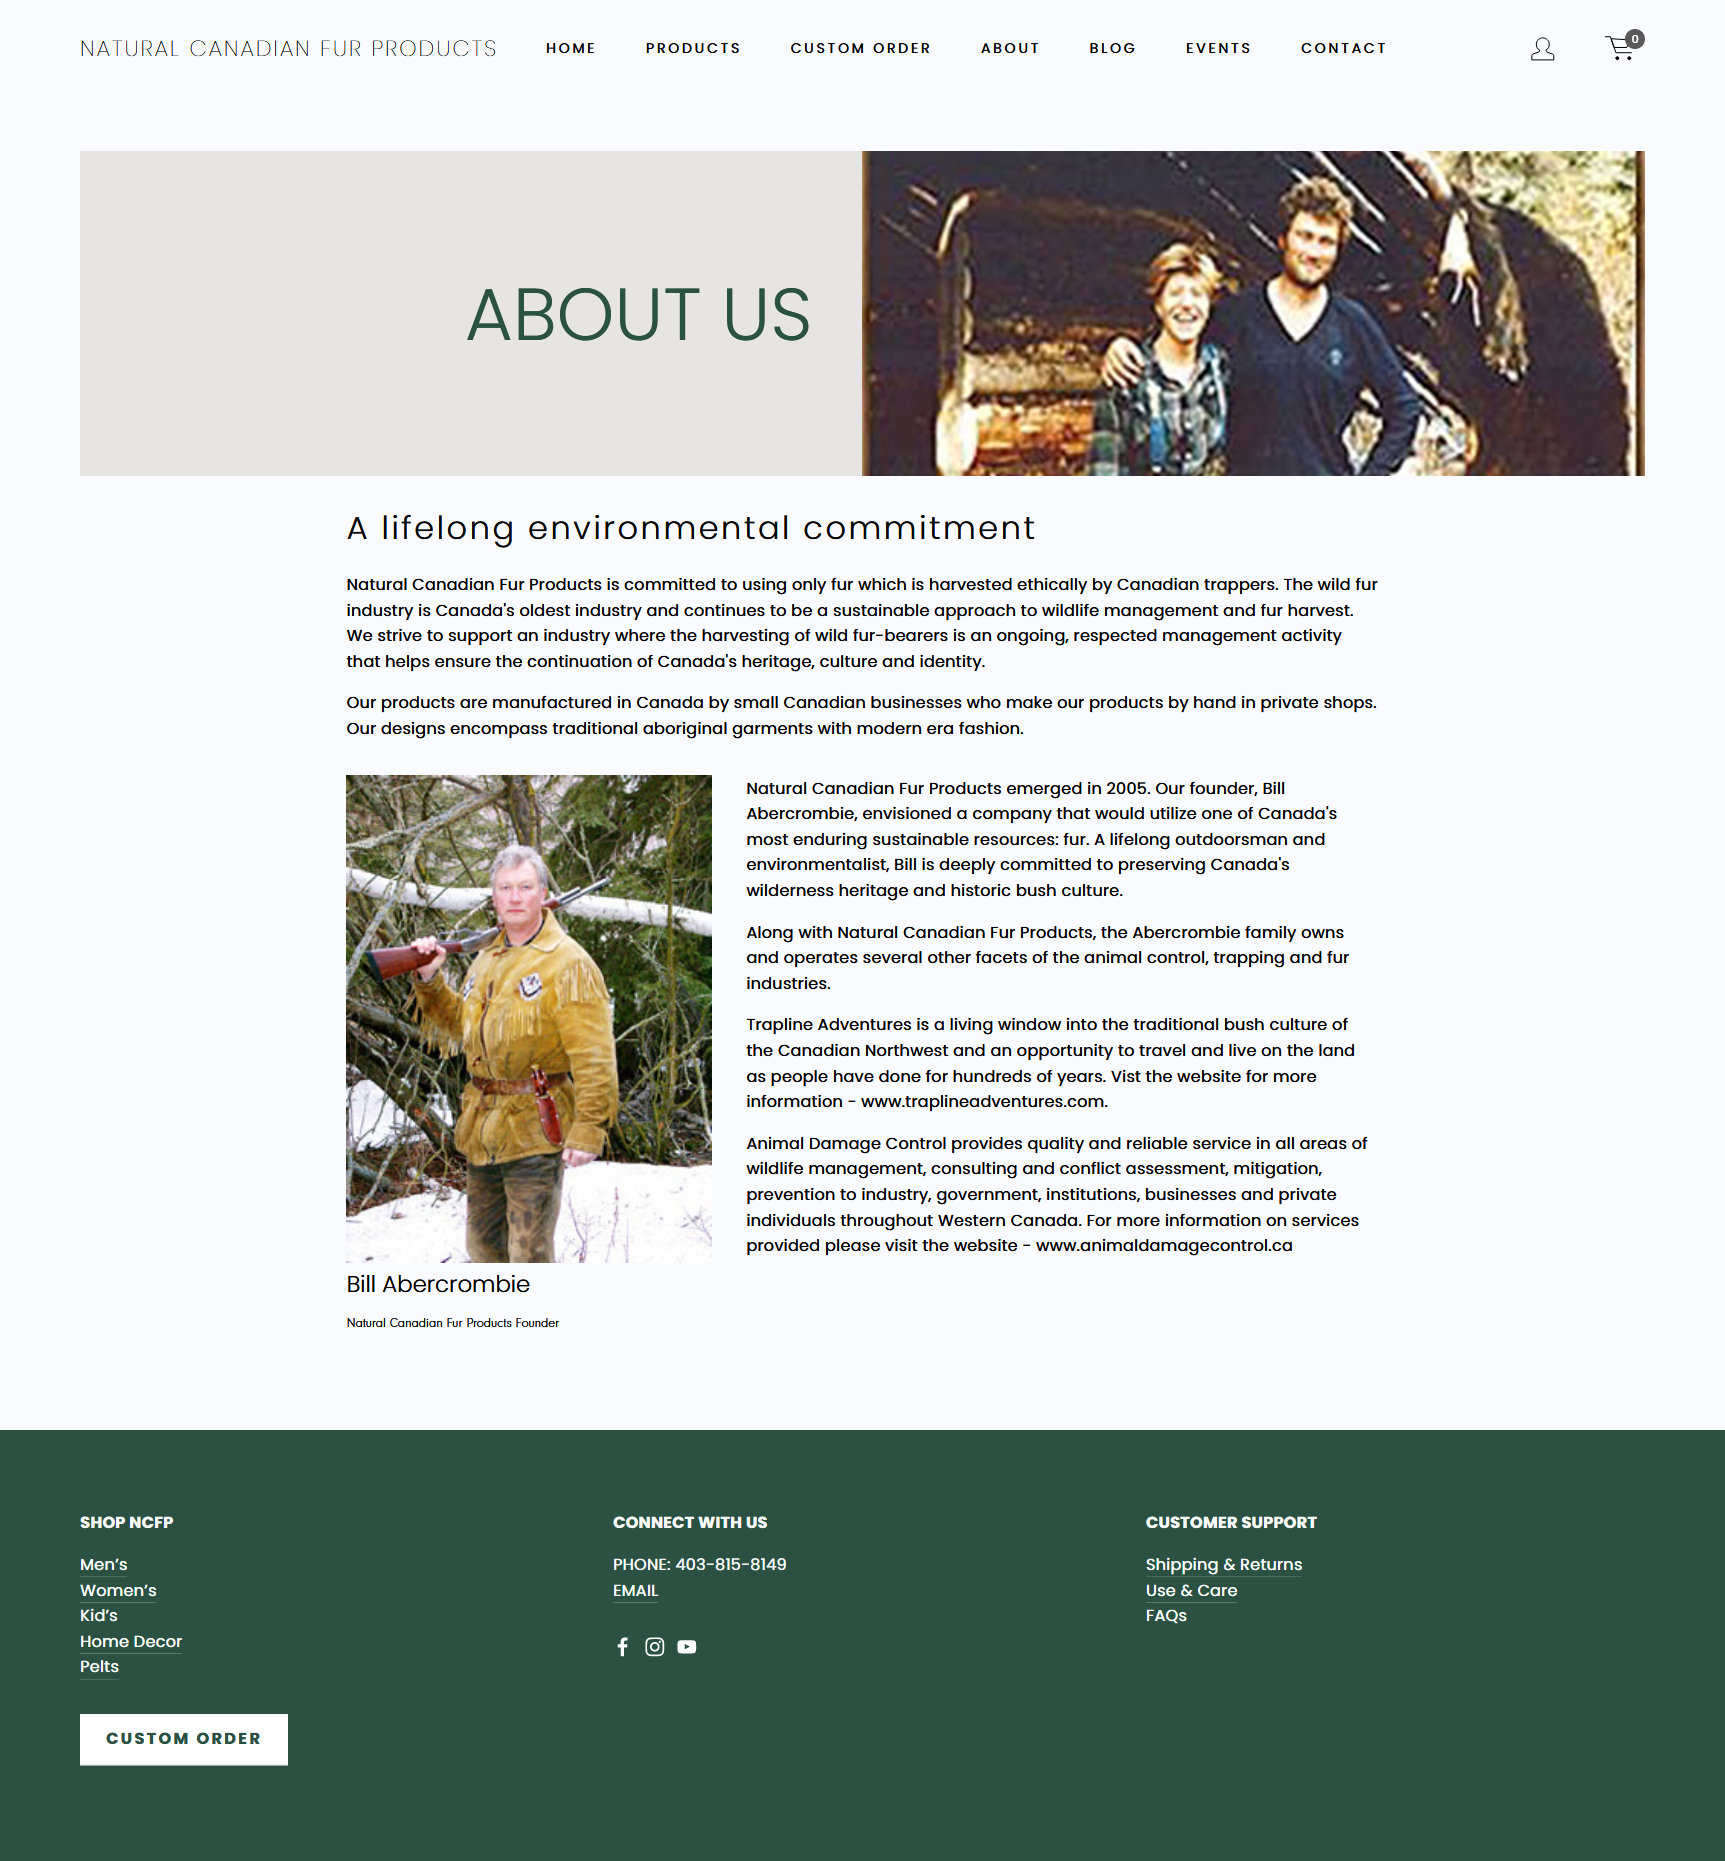 NATURAL CANADIAN FUR PRODUCTS HOME PRODUCTS CUSTOM ORDER ABOUT BLOG EVENTS CONTACT 0
ABOUT US
A lifelong environmental commitment
Natural Canadian Fur Products is committed to using only fur which is harvested ethically by Canadian trappers. The wild fur
industry is Canada's oldest industry and continues to be a sustainable approach to wildlife management and fur harvest.
We strive to support an industry where the harvesting of wild fur-bearers is an ongoing, respected management activity
that helps ensure the continuation of Canada's heritage, culture and identity.
Our products are manufactured in Canada by small Canadian businesses who make our products by hand in private shops.
Our designs encompass traditional aboriginal garments with modern era fashion.
Natural Canadian Fur Products emerged in 2005. Our founder, Bill
Abercrombie, envisioned a company that would utilize one of Canada's
most enduring sustainable resources: fur. A lifelong outdoorsman and
environmentalist, Bill is deeply committed to preserving Canada's
wilderness heritage and historic bush culture.
Along with Natural Canadian Fur Products, the Abercrombie family owns
and operates several other facets of the animal control, trapping and fur
industries.
Trapline Adventures is a living window into the traditional bush culture of
the Canadian Northwest and an opportunity to travel and live on the land
as people have done for hundreds of years. Vist the website for more
information - www.traplineadventures.com.
Animal Damage Control provides quality and reliable service in all areas of
wildlife management, consulting and conflict assessment, mitigation,
prevention to industry, government, institutions, businesses and private
individuals throughout Western Canada. For more information on services
provided please visit the website - www.animaldamagecontrol.ca
Bill Abercrombie
Natural Canadian Fur Products Founder
SHOP NCFP
Men’s
Women’s
Kid’s
Home Decor
Pelts
CUSTOM ORDER
CONNECT WITH US
PHONE: 403-815-8149
EMAIL
CUSTOMER SUPPORT
Shipping & Returns
Use & Care
FAQs